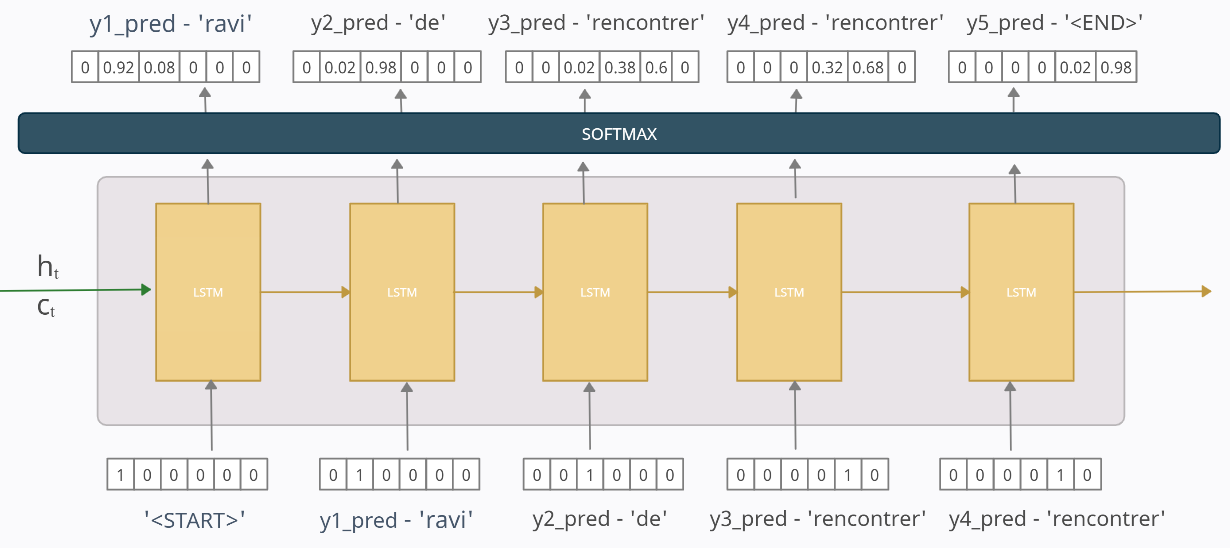 y1_pred - 'ravi' y2_pred - 'de' y3_pred - 'rencontrer' y4_pred - 'rencontrer' y5_pred - '<END>'
0 0.92 0.08 0 0 0 0 0.02 0.98 0 0 0 0 0 0.02 0.38 0.6 0 0 0 0 0.32 0.68 0 0 0 0 0 0.02 0.98
SOFTMAX
ht
ct
LSTM LSTM LSTM LSTM LSTM
1 0 0 0 0 0 0 1 0 0 0 0 0 0 1 0 0 0 0 0 0 0 1 0 0 0 0 0 1 0
'<START>' y1_pred - 'ravi' y2_pred - 'de' y3_pred - 'rencontrer' y4_pred - 'rencontrer'